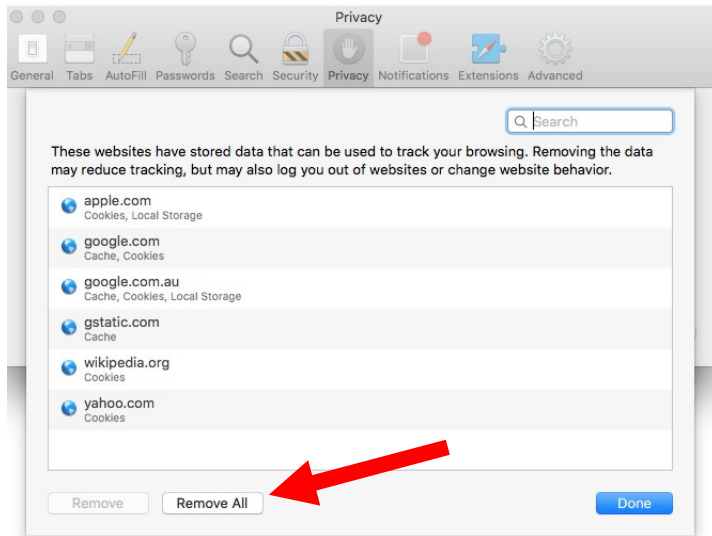 Privacy
General Tabs AutoFill Passwords Search Security Privacy Notifications Extensions Advanced
Search
These websites have stored data that can be used to track your browsing. Removing the data
may reduce tracking, but may also log you out of websites or change website behavior.
apple.com
Cookies, Local Storage
google.com
Cache, Cookies
google.com.au
Cache, Cookies, Local Storage
gstatic.com
Cache
wikipedia.org
Cookies
yahoo.com
Cookies
Remove Remove All Done